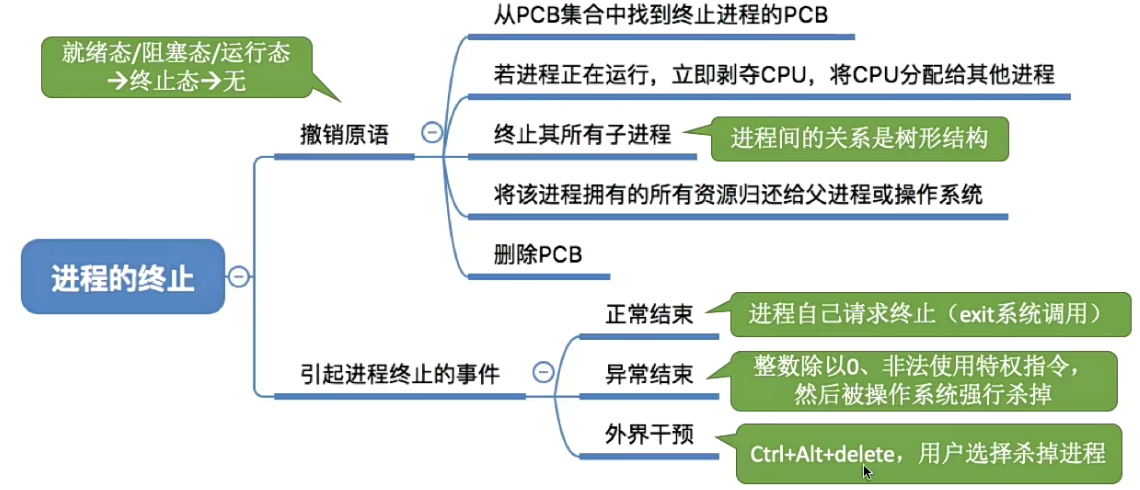 从PCB集合中找到终止进程的PCB
就绪态/阻塞态/运行态
→终止态→无
若进程正在运行，立即剥夺CPU，将CPU分配给其他进程
撤销原语
终止其所有子进程
进程间的关系是树形结构
将该进程拥有的所有资源归还给父进程或操作系统
删除PCB
进程的终止
正常结束
进程自己请求终止（exit系统调用）
引起进程终止的事件
异常结束
整数除以0、非法使用特权指令，
然后被操作系统强行杀掉
外界干预
Ctrl+Alt+delete，用户选择杀掉进程